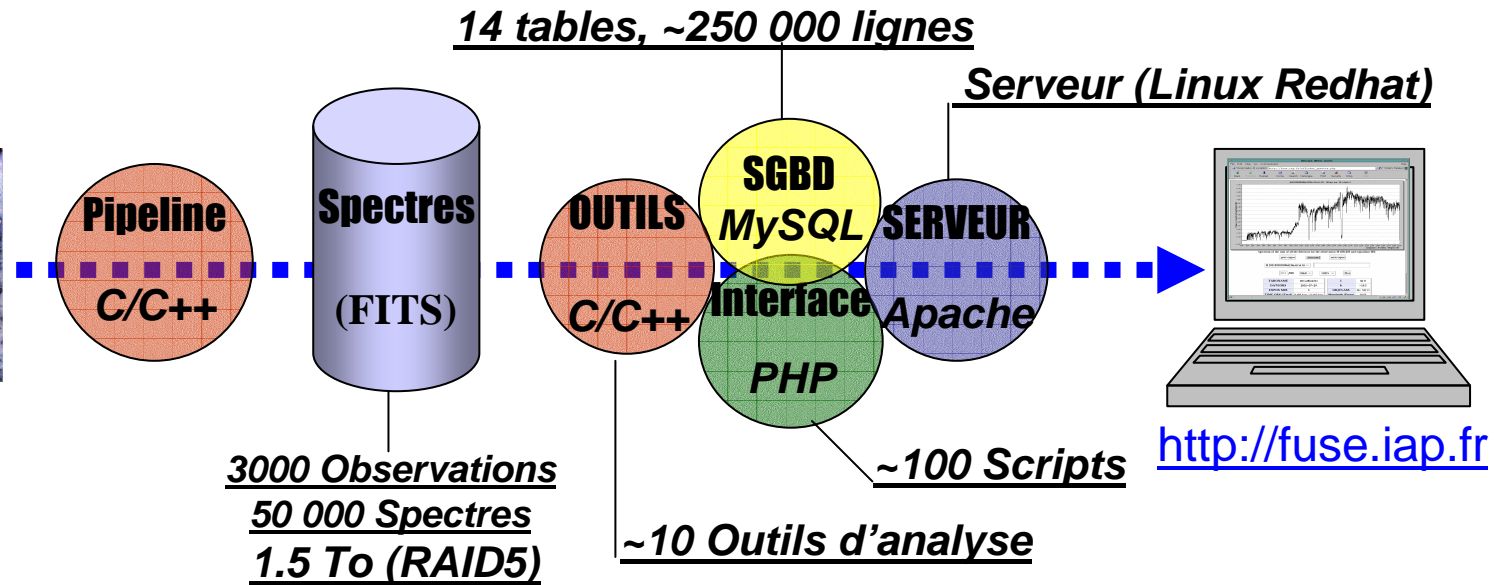 14 tables, ~250 000 lignes
Serveur (Linux Redhat)
Pipeline
C/C++
Spectres
(FITS)
OUTILS
C/C++
SGBD
MySQL
Interface
PHP
SERVEUR
Apache
http://fuse.iap.fr
3000 Observations
50 000 Spectres
1.5 To (RAID5)
~10 Outils d’analyse
~100 Scripts